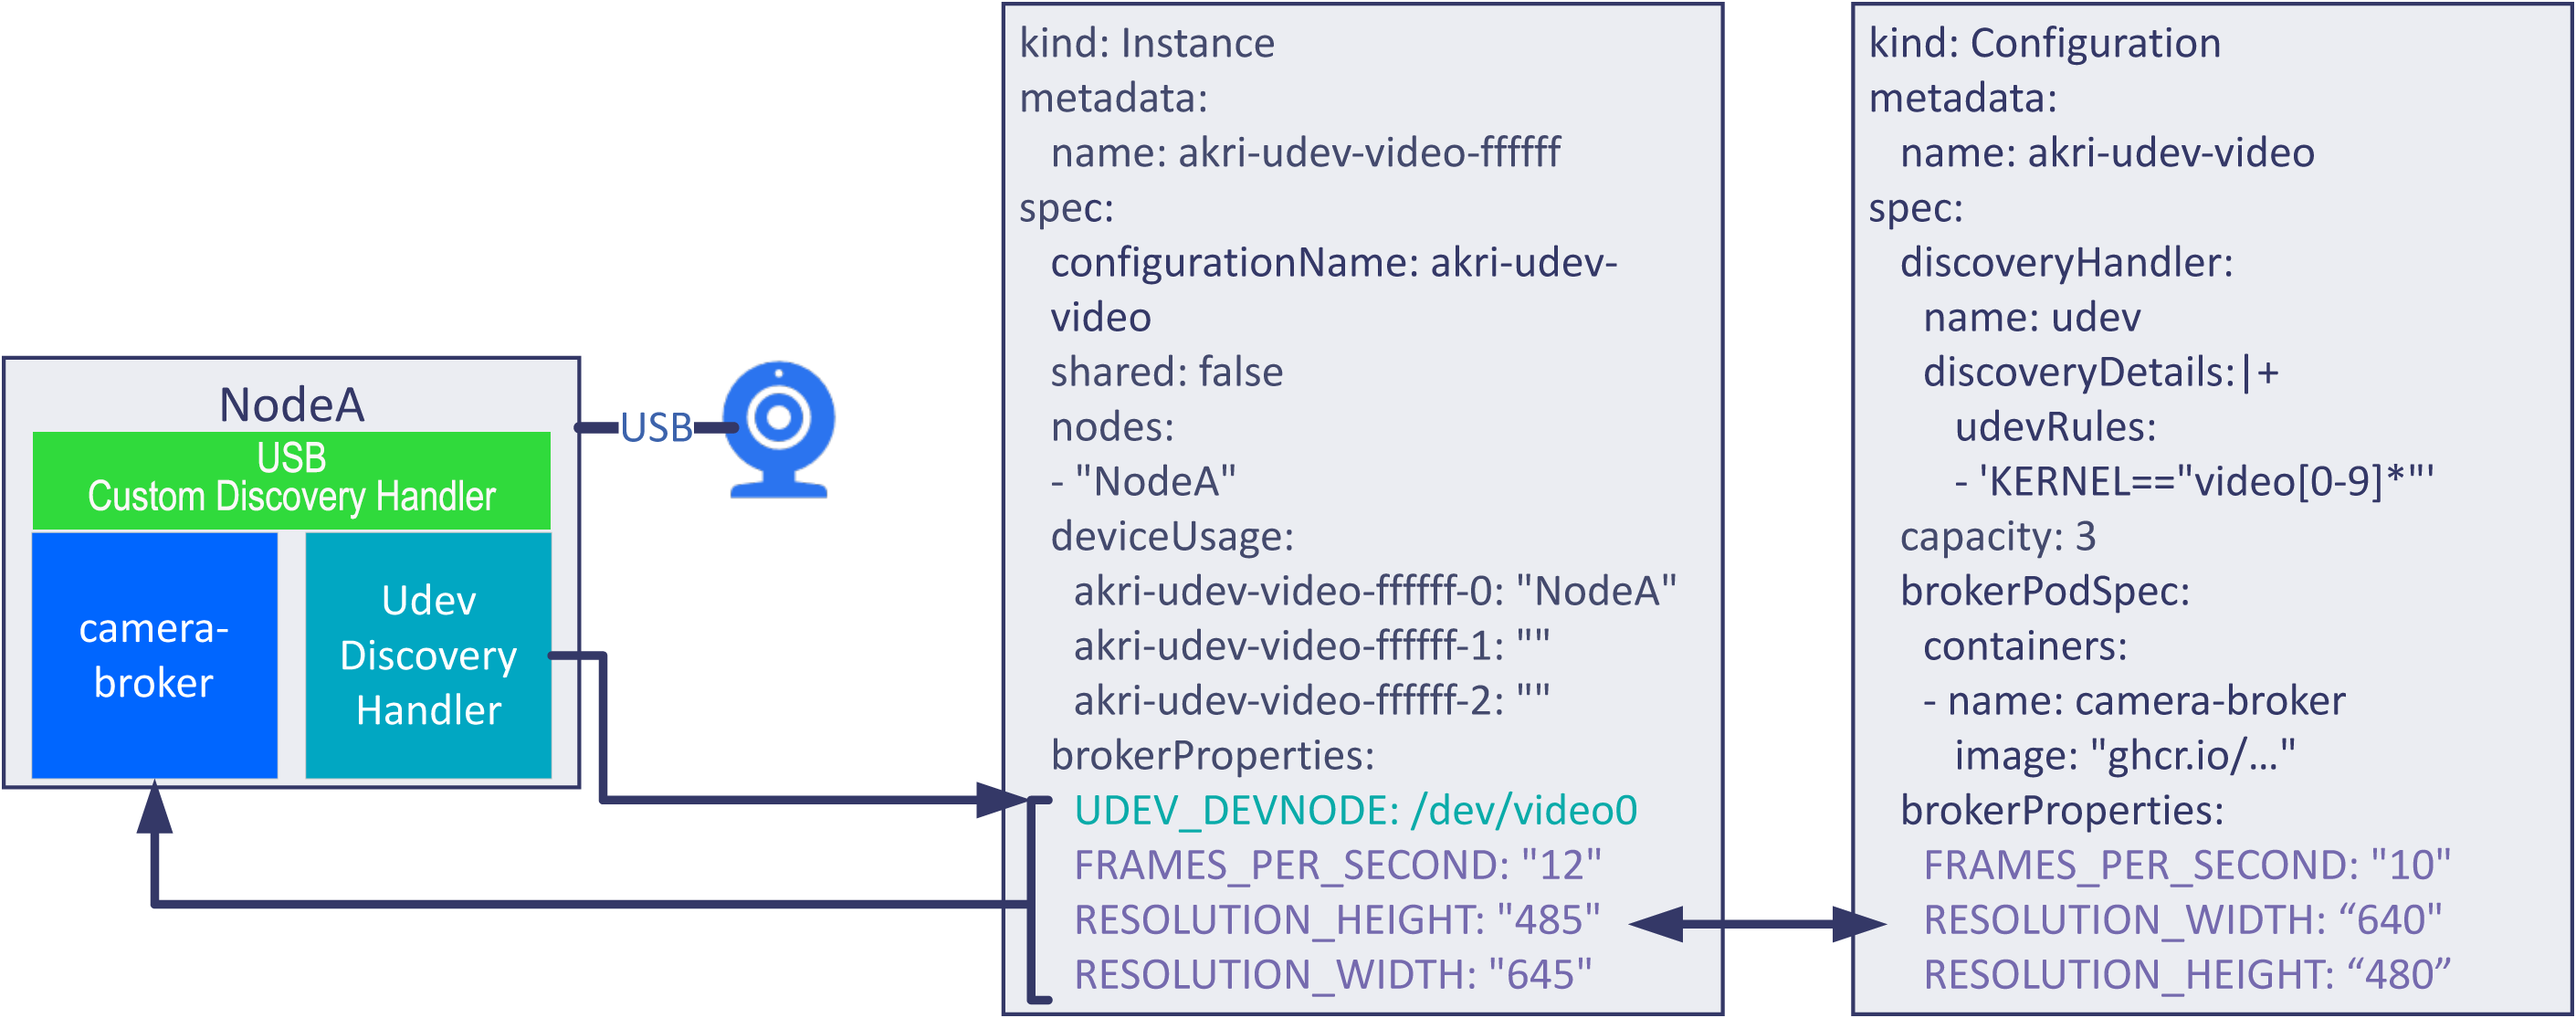 NodeA
USB
Custom Discovery Handler
camera-
broker
Udev
Discovery
Handler
USB
kind: Instance
metadata:
name: akri-udev-video-ffffff
spec:
configurationName: akri-udev-
video
shared: false
nodes:
- "NodeA"
deviceUsage:
akri-udev-video-ffffff-0: "NodeA"
akri-udev-video-ffffff-1: ""
akri-udev-video-ffffff-2: ""
brokerProperties:
UDEV_DEVNODE: /dev/video0
FRAMES_PER_SECOND: "12"
RESOLUTION_HEIGHT: "485"
RESOLUTION_WIDTH: "645"
kind: Configuration
metadata:
name: akri-udev-video
spec:
discoveryHandler:
name: udev
discoveryDetails:|+
udevRules:
- 'KERNEL=="video[0-9]*"'
capacity: 3
brokerPodSpec:
containers:
- name: camera-broker
image: "ghcr.io/…"
brokerProperties:
FRAMES_PER_SECOND: "10"
RESOLUTION_WIDTH: “640"
RESOLUTION_HEIGHT: “480”